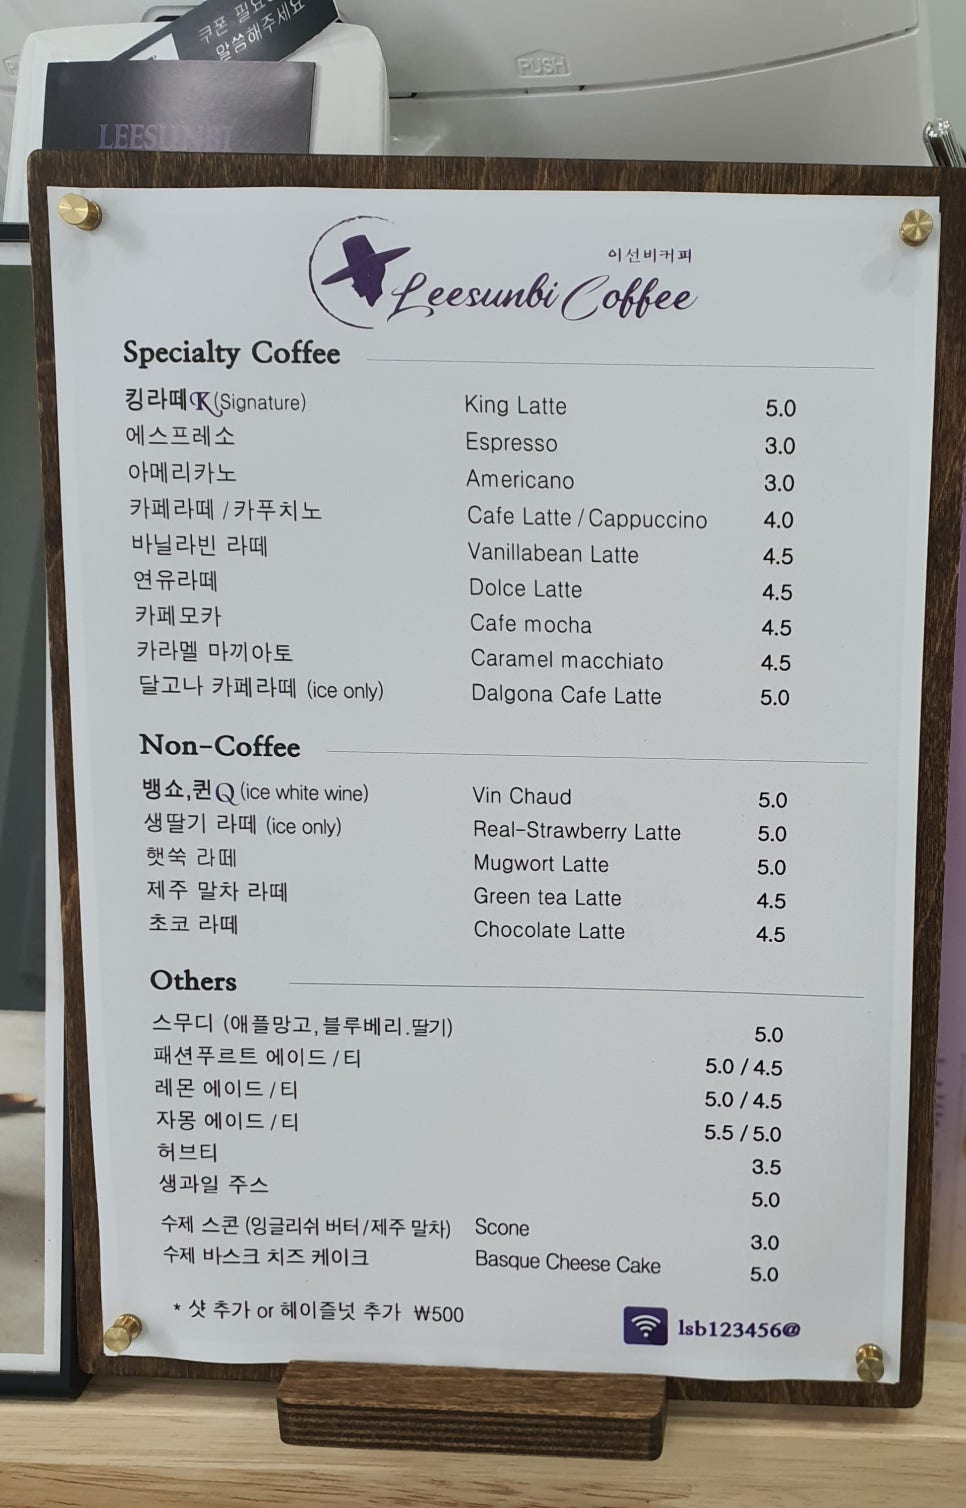 쿠폰 필요
말씀해주세요
PUSH
LEESUNBI
이선비커피
Leesunbi Coffee
Specialty Coffee
킹라떼K(Signature) King Latte 5.0
에스프레소 Espresso 3.0
아메리카노 Americano 3.0
카페라떼 / 카푸치노 Cafe Latte / Cappuccino 4.0
바닐라빈 라떼 Vanillabean Latte 4.5
연유라떼 Dolce Latte 4.5
카페모카 Cafe mocha 4.5
카라멜 마끼아토 Caramel macchiato 4.5
달고나 카페라떼 (ice only) Dalgona Cafe Latte 5.0
Non-Coffee
뱅쇼,퀸Q(ice white wine) Vin Chaud 5.0
생딸기 라떼 (ice only) Real-Strawberry Latte 5.0
햇쑥 라떼 Mugwort Latte 5.0
제주 말차 라떼 Green tea Latte 4.5
초코 라떼 Chocolate Latte 4.5
Others
스무디 (애플망고, 블루베리.딸기) 5.0
패션푸르트 에이드 / 티 5.0 / 4.5
레몬 에이드 / 티 5.0 / 4.5
자몽 에이드 / 티 5.5 / 5.0
허브티 3.5
생과일 주스 5.0
수제 스콘 (잉글리쉬 버터 / 제주 말차) Scone 3.0
수제 바스크 치즈 케이크 Basque Cheese Cake 5.0
* 샷 추가 or 헤이즐넛 추가 ₩500
lsb123456@